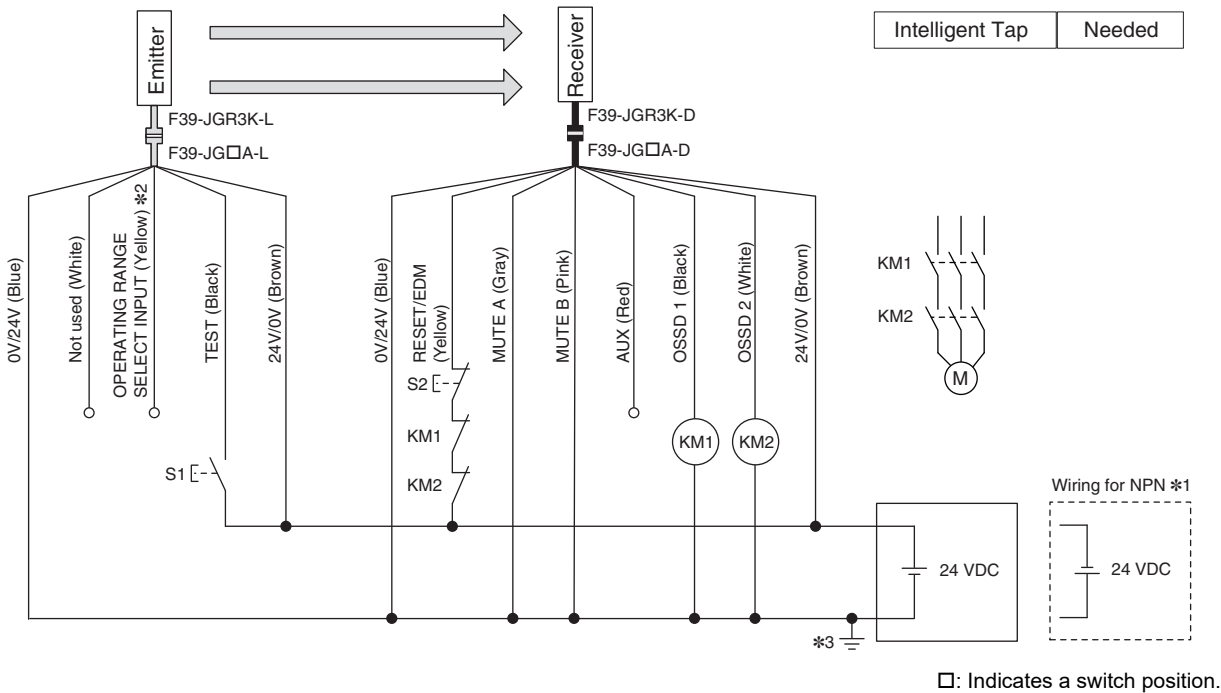 Emitter
Receiver
Intelligent Tap
Needed
F39-JGR3K-L
F39-JG□A-L
F39-JGR3K-D
F39-JG□A-D
0V/24V (Blue)
Not used (White)
OPERATING RANGE
SELECT INPUT (Yellow) ✻2
TEST (Black)
24V/0V (Brown)
0V/24V (Blue)
RESET/EDM
(Yellow)
MUTE A (Gray)
MUTE B (Pink)
AUX (Red)
OSSD 1 (Black)
OSSD 2 (White)
24V/0V (Brown)
KM1
KM2
M
S2
KM1
KM2
KM1
KM2
S1
Wiring for NPN ✻1
24 VDC
24 VDC
✻3
□: Indicates a switch position.